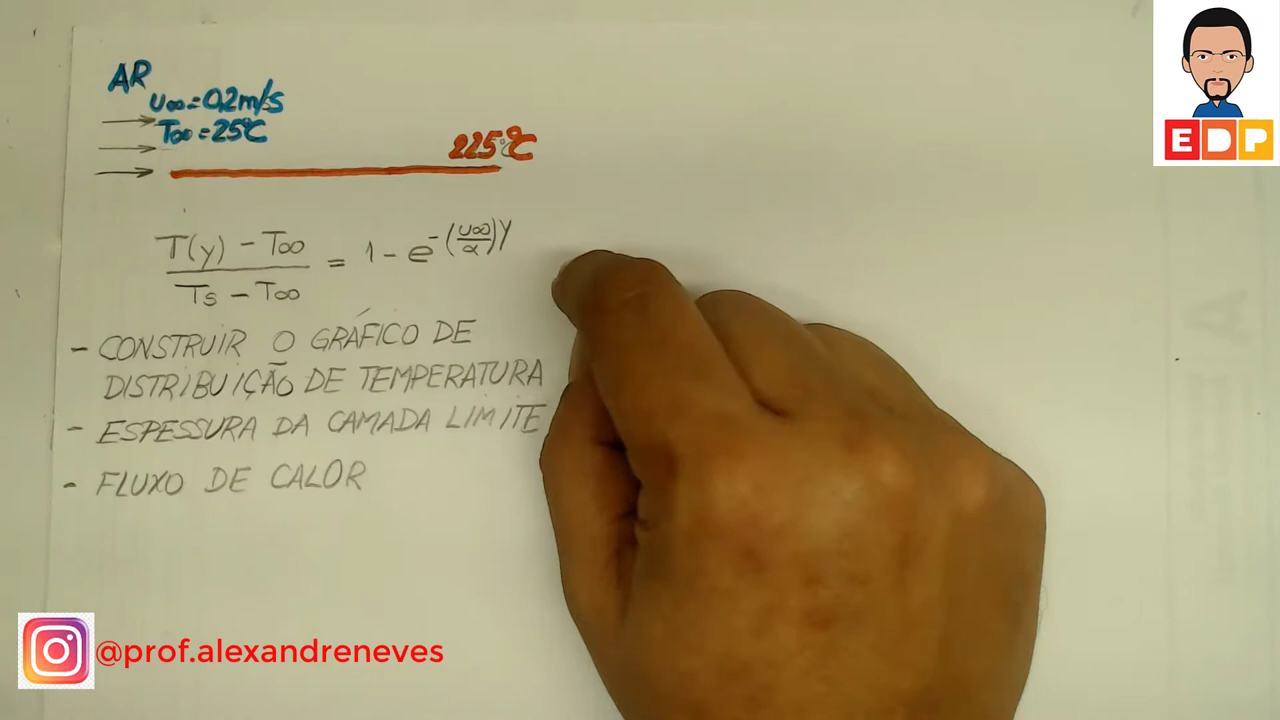 AR
U∞=0,2m/s
T∞=25°C
225°C
T(y) - T∞ / Ts - T∞ = 1 - e^-(u∞/α)y
- CONSTRUIR O GRÁFICO DE
DISTRIBUIÇÃO DE TEMPERATURA
- ESPESSURA DA CAMADA LIMITE
- FLUXO DE CALOR
EDP
@prof.alexandreneves